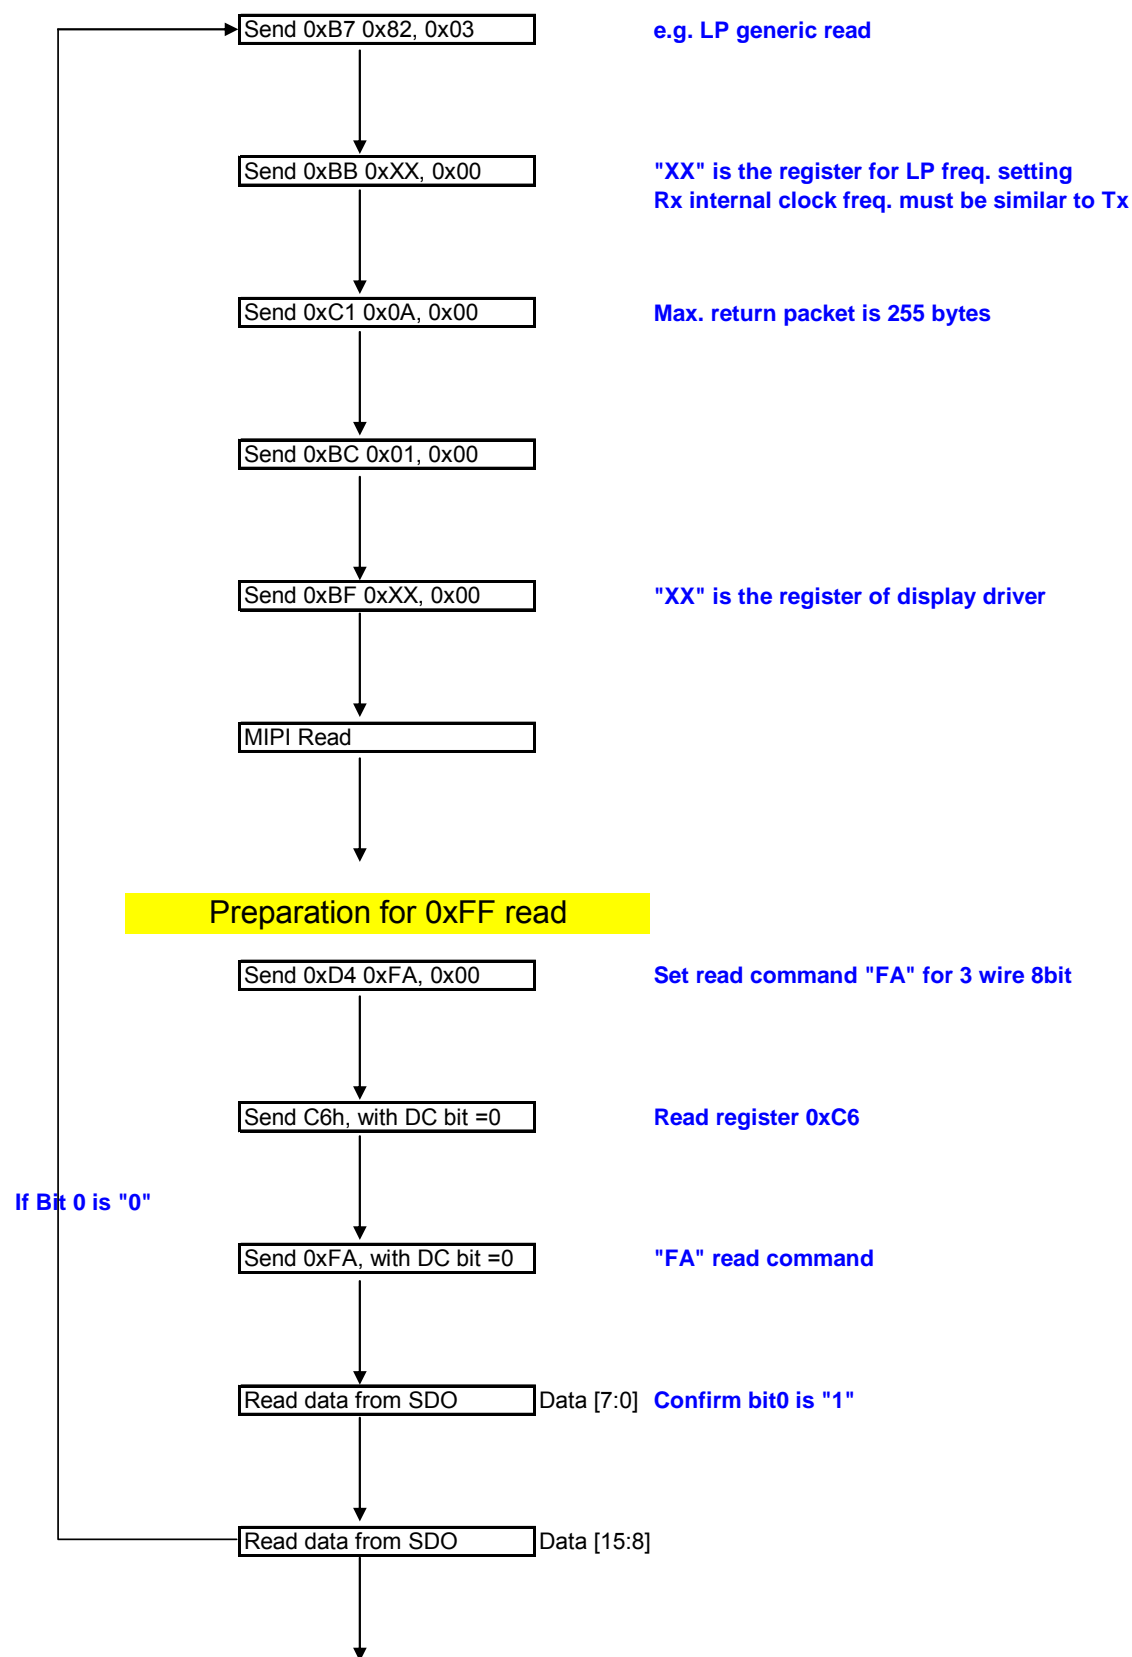 Send 0xB7 0x82, 0x03
e.g. LP generic read
Send 0xBB 0xXX, 0x00
"XX" is the register for LP freq. setting
Rx internal clock freq. must be similar to Tx
Send 0xC1 0x0A, 0x00
Max. return packet is 255 bytes
Send 0xBC 0x01, 0x00
Send 0xBF 0xXX, 0x00
"XX" is the register of display driver
MIPI Read
Preparation for 0xFF read
Send 0xD4 0xFA, 0x00
Set read command "FA" for 3 wire 8bit
Send C6h, with DC bit =0
Read register 0xC6
If Bit 0 is "0"
Send 0xFA, with DC bit =0
"FA" read command
Read data from SDO
Data [7:0]
Confirm bit0 is "1"
Read data from SDO
Data [15:8]